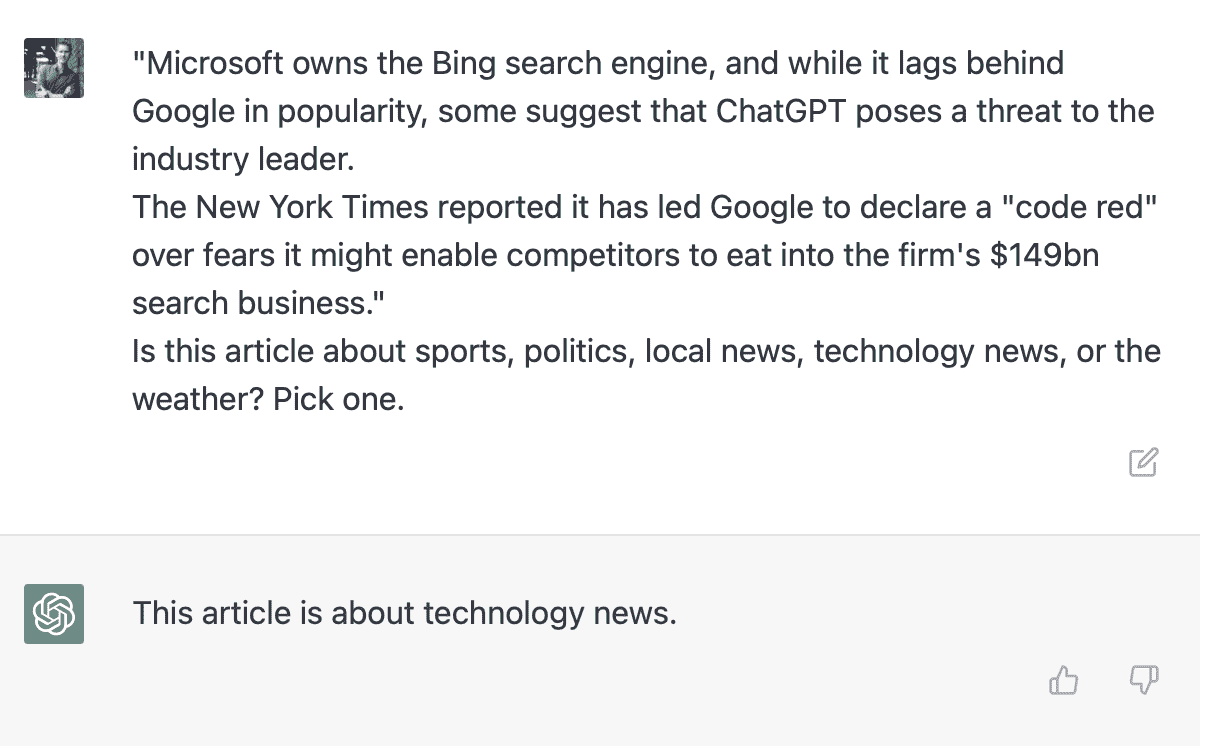 "Microsoft owns the Bing search engine, and while it lags behind
Google in popularity, some suggest that ChatGPT poses a threat to the
industry leader.
The New York Times reported it has led Google to declare a "code red"
over fears it might enable competitors to eat into the firm's $149bn
search business."
Is this article about sports, politics, local news, technology news, or the
weather? Pick one.
This article is about technology news.